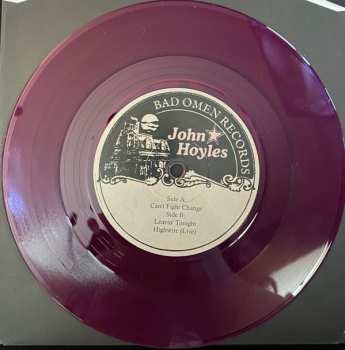 BAD OMEN RECORDS
John
Hoyles
Side A:
Can't Fight Change
Side B:
Leavin' Tonight
Highwire (Live)